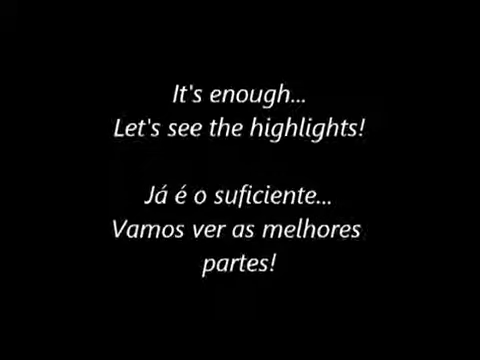 It's enough...
Let's see the highlights!
Já é o suficiente...
Vamos ver as melhores
partes!